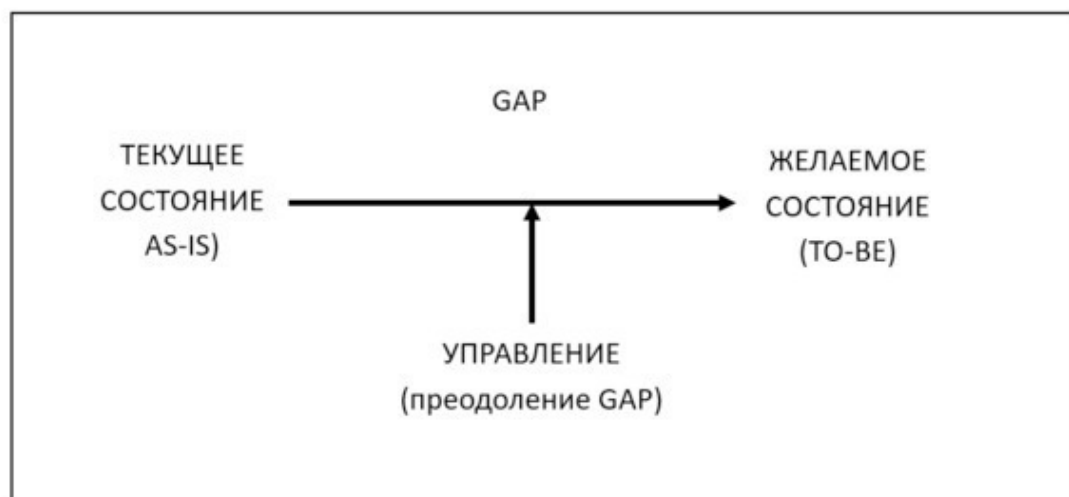 GAP
ТЕКУЩЕЕ
СОСТОЯНИЕ
AS-IS)
ЖЕЛАЕМОЕ
СОСТОЯНИЕ
(TO-BE)
УПРАВЛЕНИЕ
(преодоление GAP)